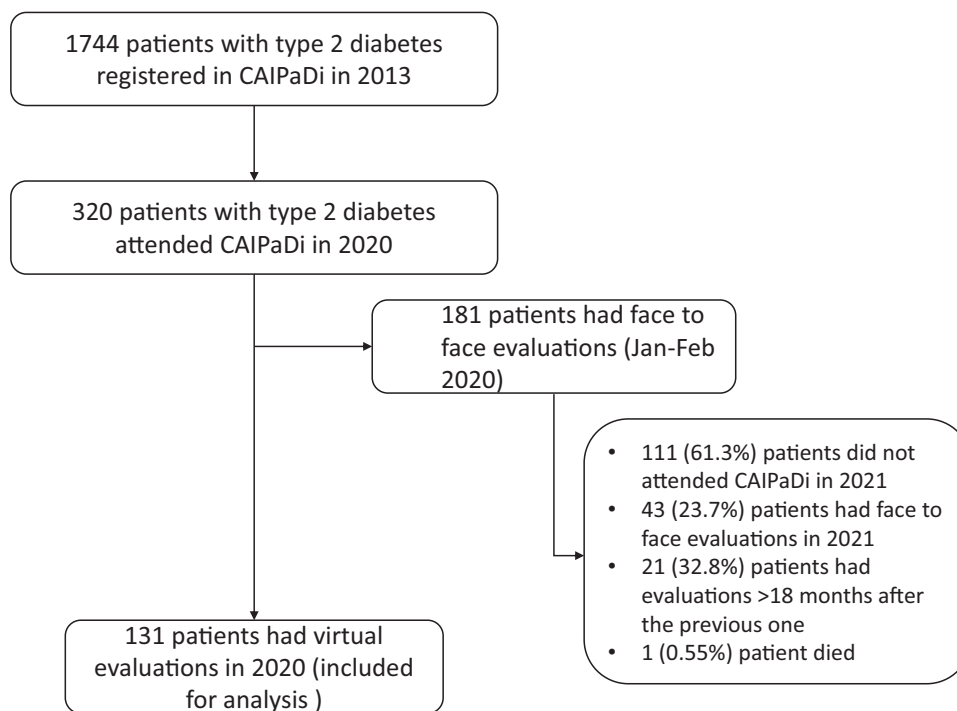 1744 patients with type 2 diabetes
registered in CAIPaDi in 2013
320 patients with type 2 diabetes
attended CAIPaDi in 2020
181 patients had face to
face evaluations (Jan-Feb
2020)
• 111 (61.3%) patients did not
attended CAIPaDi in 2021
• 43 (23.7%) patients had face to
face evaluations in 2021
• 21 (32.8%) patients had
evaluations >18 months after
the previous one
• 1 (0.55%) patient died
131 patients had virtual
evaluations in 2020 (included
for analysis )